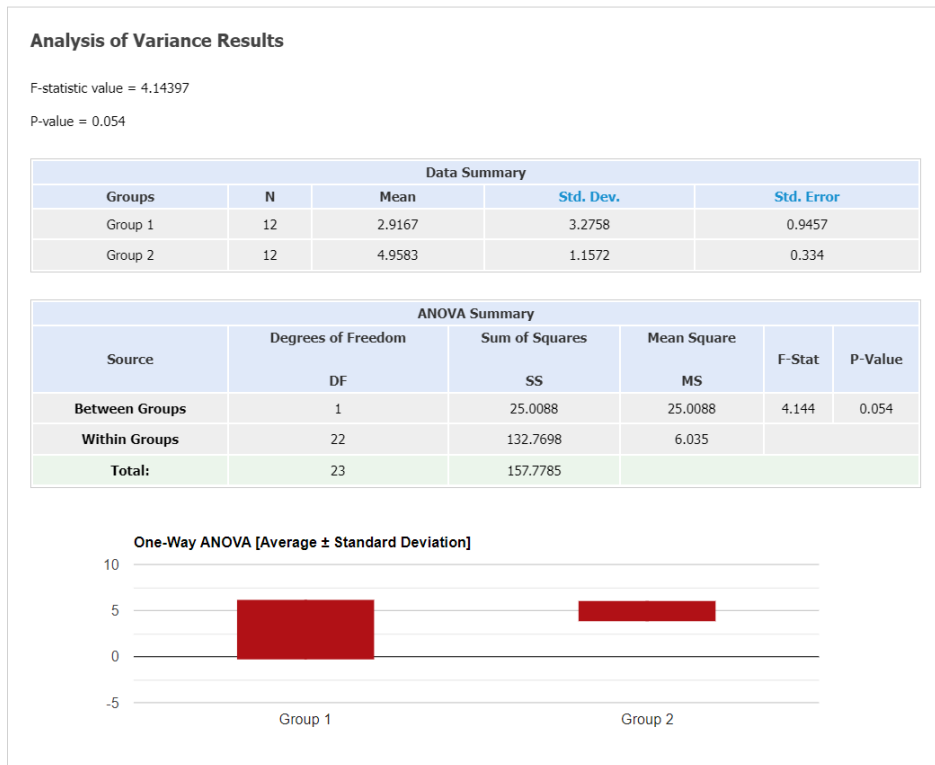 Analysis of Variance Results
F-statistic value = 4.14397
P-value = 0.054
Data Summary
Groups N Mean Std. Dev. Std. Error
Group 1 12 2.9167 3.2758 0.9457
Group 2 12 4.9583 1.1572 0.334
ANOVA Summary
Source Degrees of Freedom DF Sum of Squares SS Mean Square MS F-Stat P-Value
Between Groups 1 25.0088 25.0088 4.144 0.054
Within Groups 22 132.7698 6.035
Total: 23 157.7785
One-Way ANOVA [Average ± Standard Deviation]
10
5
0
-5
Group 1 Group 2